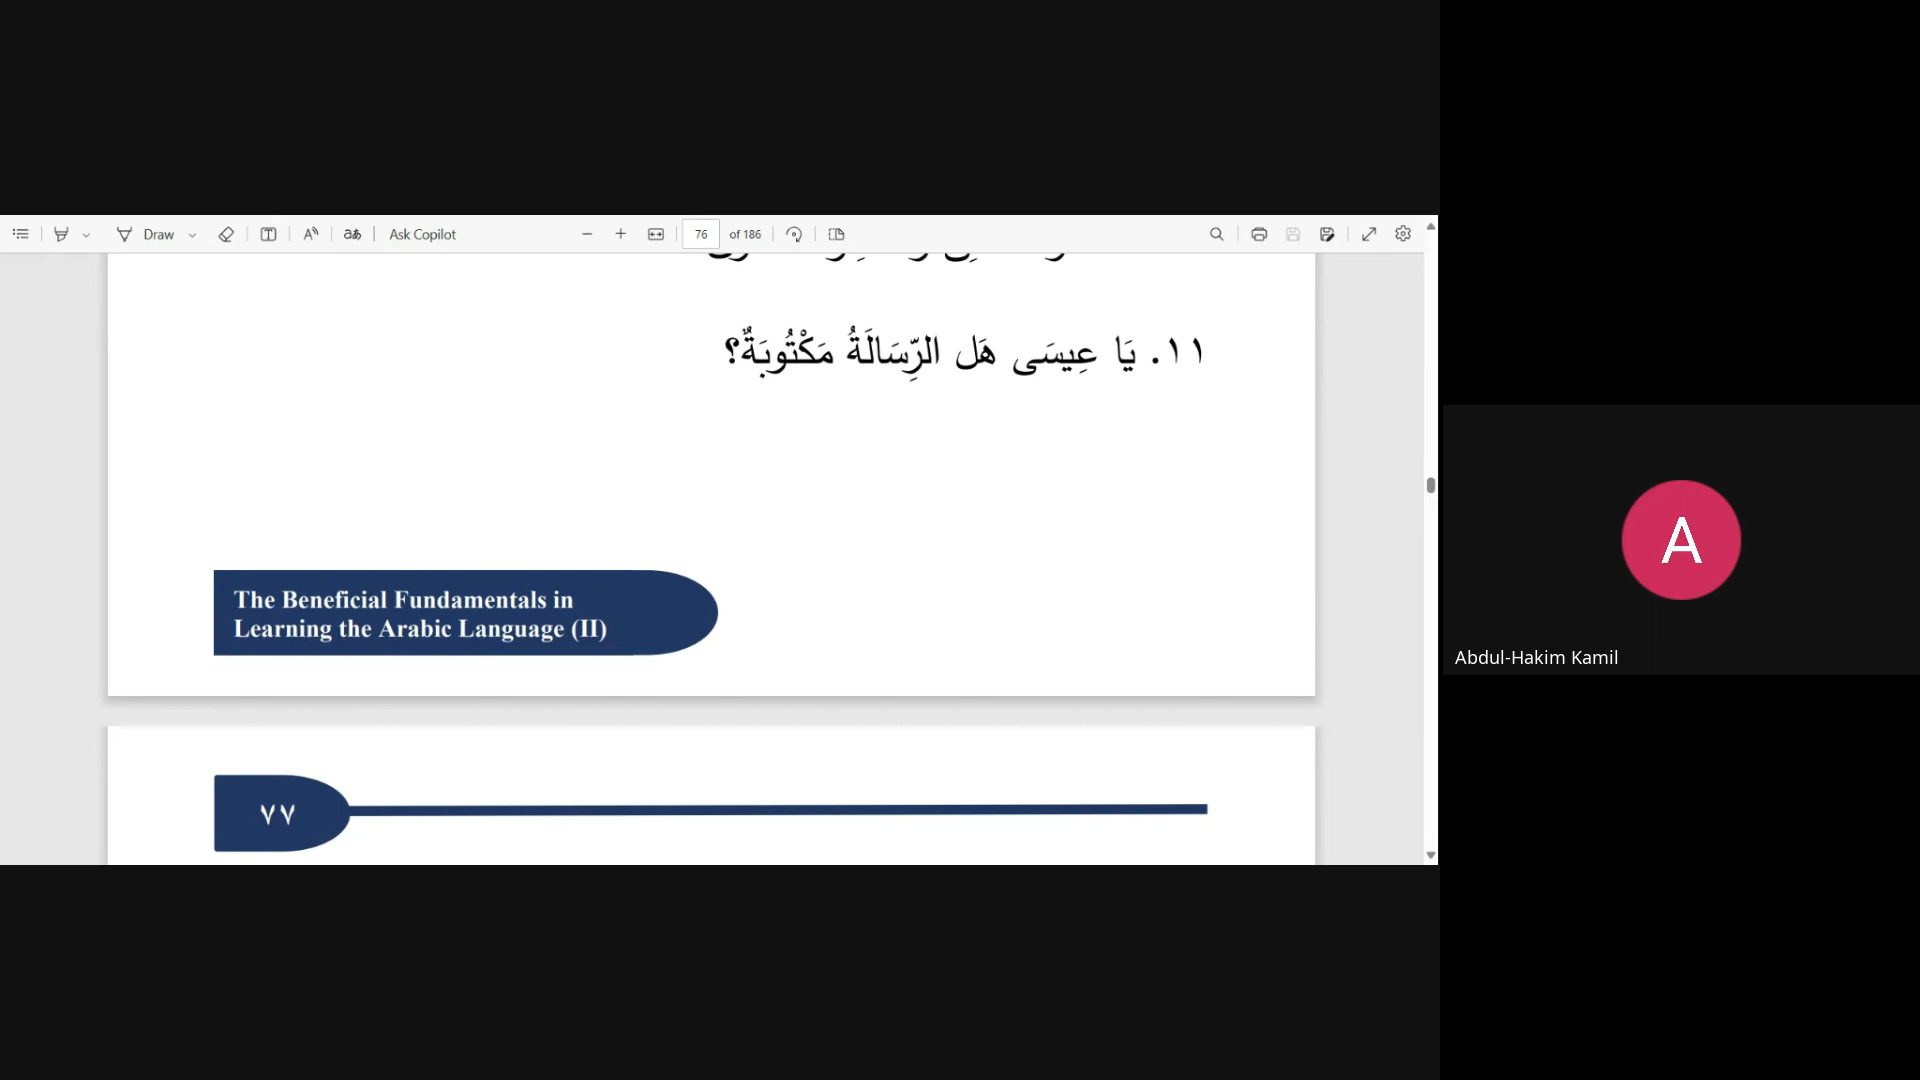 Draw
Ask Copilot
76 of 186
١١. يَا عِيسَى هَل الرِّسَالَةُ مَكْتُوبَةٌ؟
The Beneficial Fundamentals in
Learning the Arabic Language (II)
٧٧
A
Abdul-Hakim Kamil